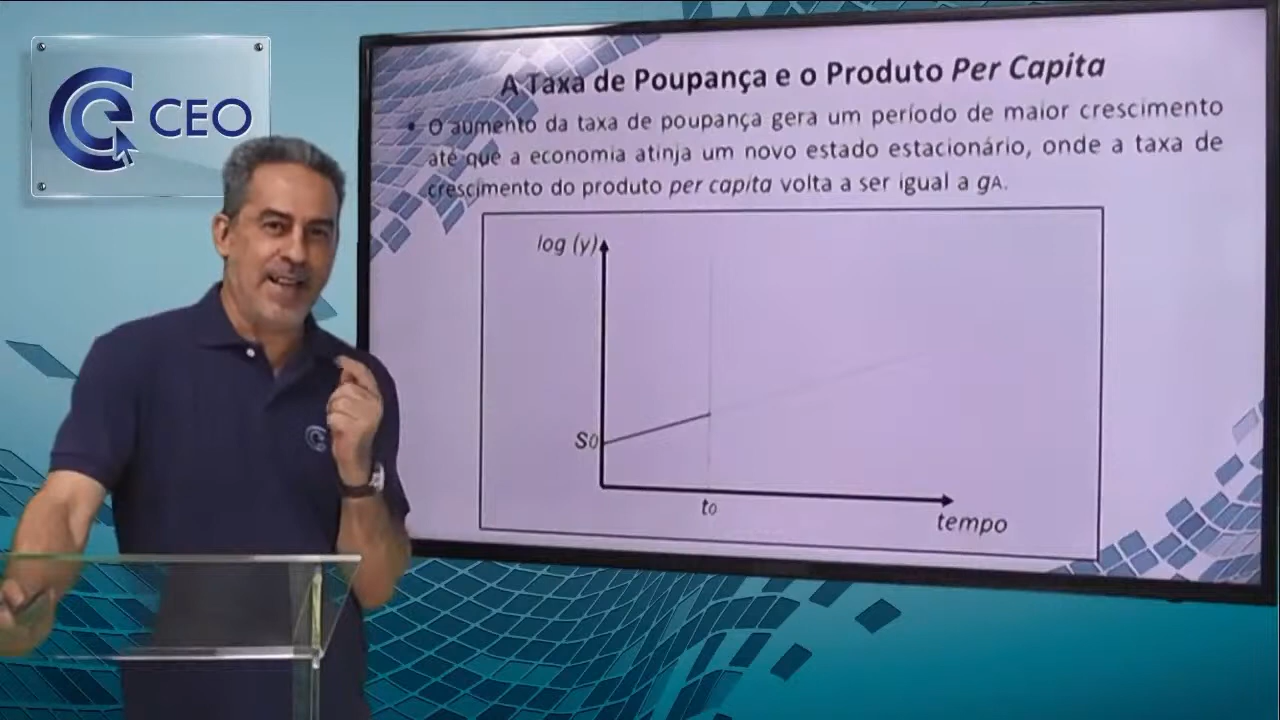 CEO
A Taxa de Poupança e o Produto Per Capita
• O aumento da taxa de poupança gera um período de maior crescimento
até que a economia atinja um novo estado estacionário, onde a taxa de
crescimento do produto per capita volta a ser igual a gA.
log (y)
S0
t0
tempo